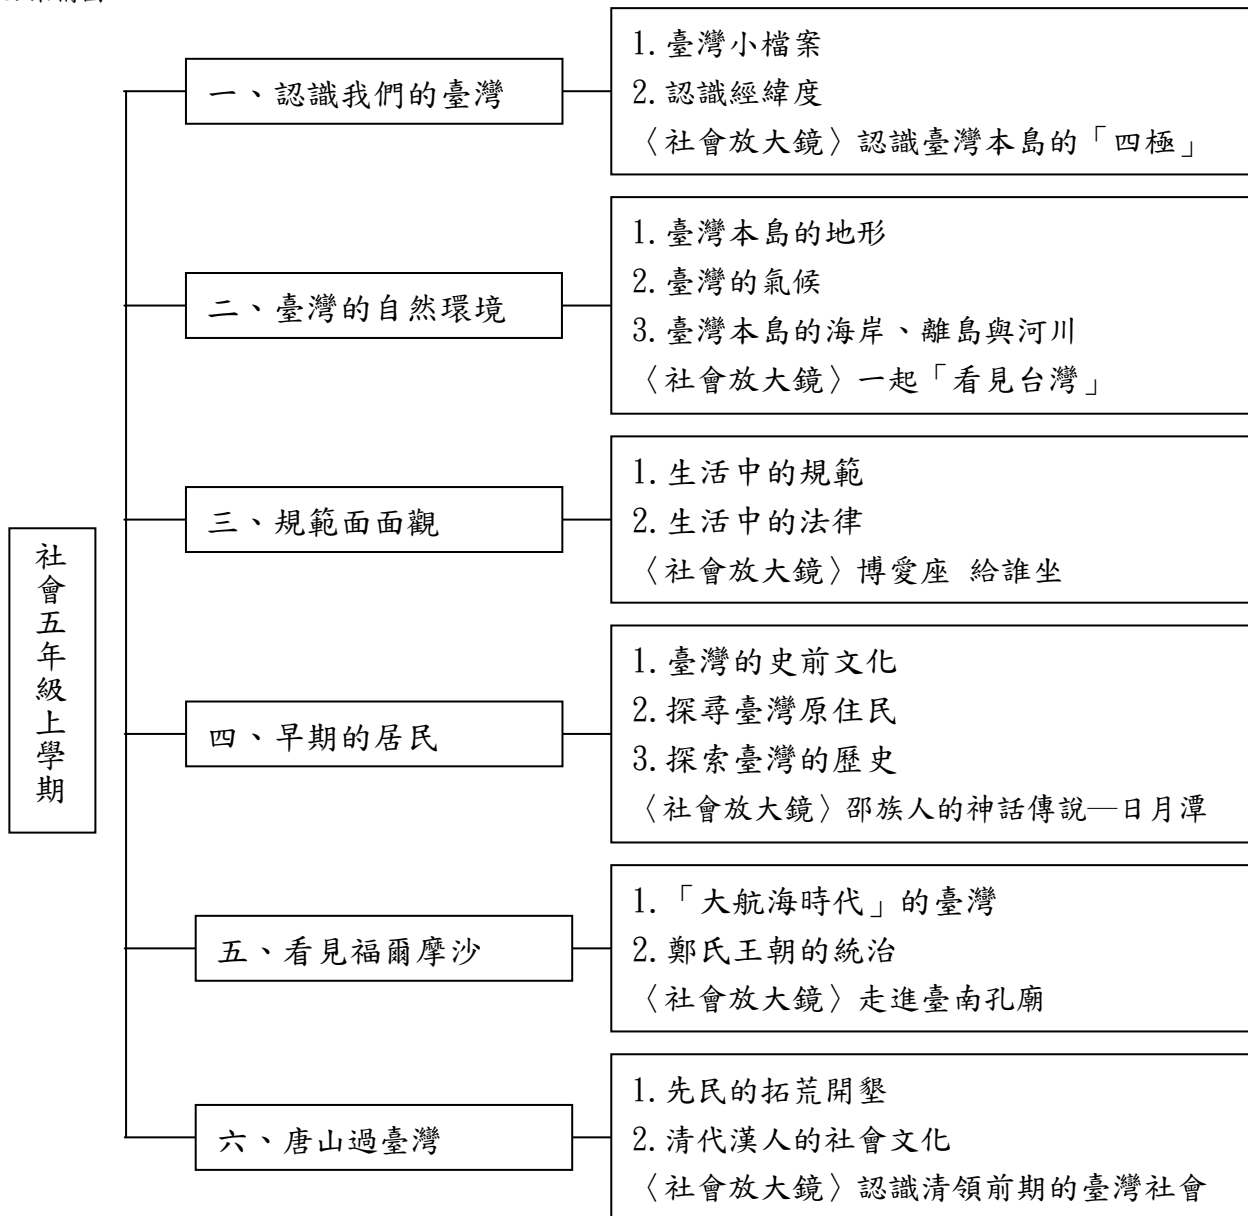 社會五年級上學期
一、認識我們的臺灣
1.臺灣小檔案
2.認識經緯度
〈社會放大鏡〉認識臺灣本島的「四極」
二、臺灣的自然環境
1.臺灣本島的地形
2.臺灣的氣候
3.臺灣本島的海岸、離島與河川
〈社會放大鏡〉一起「看見台灣」
三、規範面面觀
1.生活中的規範
2.生活中的法律
〈社會放大鏡〉博愛座 給誰坐
四、早期的居民
1.臺灣的史前文化
2.探尋臺灣原住民
3.探索臺灣的歷史
〈社會放大鏡〉邵族人的神話傳說—日月潭
五、看見福爾摩沙
1.「大航海時代」的臺灣
2.鄭氏王朝的統治
〈社會放大鏡〉走進臺南孔廟
六、唐山過臺灣
1.先民的拓荒開墾
2.清代漢人的社會文化
〈社會放大鏡〉認識清領前期的臺灣社會